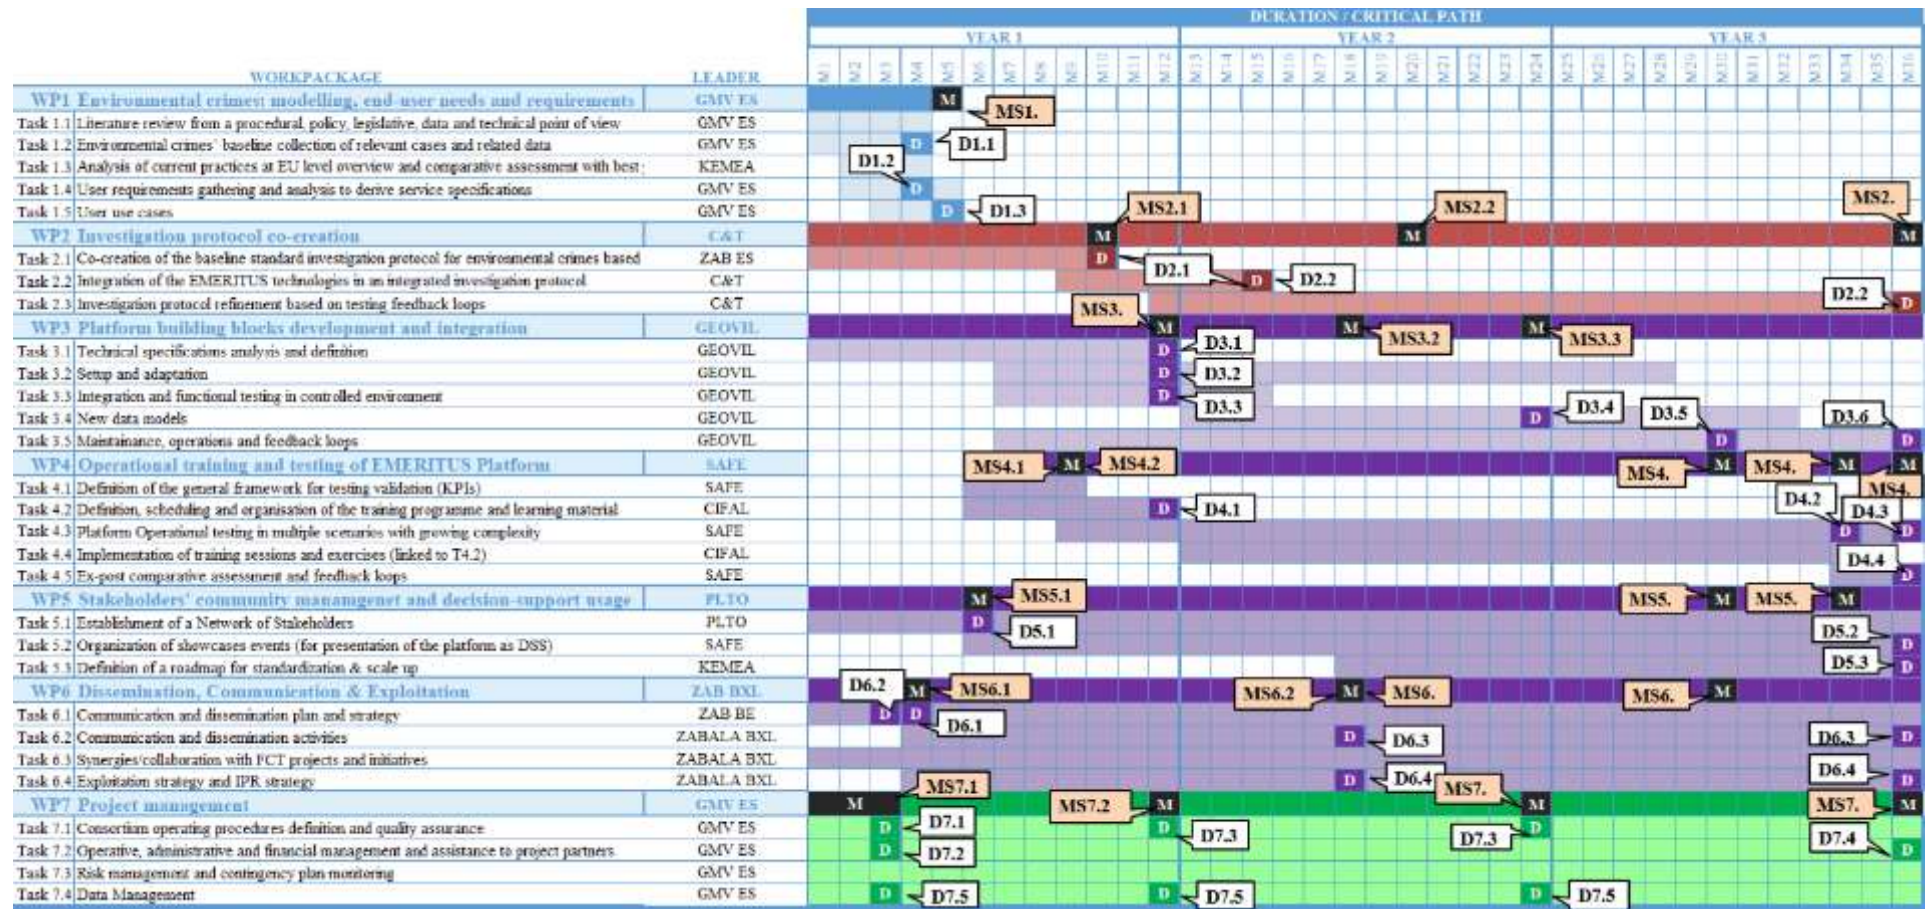 DURATION / CRITICAL PATH
YEAR 1 YEAR 2 YEAR 3
WORKPACKAGE LEADER M1 M2 M3 M4 M5 M6 M7 M8 M9 M10 M11 M12 M13 M14 M15 M16 M17 M18 M19 M20 M21 M22 M23 M24 M25 M26 M27 M28 M29 M30 M31 M32 M33 M34 M35 M36
WP1 Environmental crimes: modelling, end-user needs and requirements GMV ES M MS1.
Task 1.1 Literature review from a procedural, policy, legislative, data and technical point of view GMV ES
Task 1.2 Environmental crimes' baseline collection of relevant cases and related data GMV ES D D1.1
Task 1.3 Analysis of current practices at EU level overview and comparative assessment with best KEMEA D1.2
Task 1.4 User requirements gathering and analysis to derive service specifications GMV ES D
Task 1.5 User use cases GMV ES D D1.3 MS2.1 MS2.2 MS2.
WP2 Investigation protocol co-creation C&T M M M
Task 2.1 Co-creation of the baseline standard investigation protocol for environmental crimes based ZAB ES D D2.1
Task 2.2 Integration of the EMERITUS technologies in an integrated investigation protocol C&T D D2.2
Task 2.3 Investigation protocol refinement based on testing feedback loops C&T MS3. D2.2 D
WP3 Platform building blocks development and integration GEOVIL M M MS3.2 M MS3.3
Task 3.1 Technical specifications analysis and definition GEOVIL D D3.1
Task 3.2 Setup and adaptation GEOVIL D D3.2
Task 3.3 Integration and functional testing in controlled environment GEOVIL D D3.3
Task 3.4 New data models GEOVIL D D3.4 D3.5 D3.6
Task 3.5 Maintainance, operations and feedback loops GEOVIL D D
WP4 Operational training and testing of EMERITUS Platform SAFE MS4.1 M MS4.2 MS4. M MS4. M M MS4.
Task 4.1 Definition of the general framework for testing validation (KPIs) SAFE
Task 4.2 Definition, scheduling and organisation of the training programme and learning material CIFAL D D4.1 D4.2 D4.3
Task 4.3 Platform Operational testing in multiple scenarios with growing complexity SAFE D D
Task 4.4 Implementation of training sessions and exercises (linked to T4.2) CIFAL D4.4
Task 4.5 Ex-post comparative assessment and feedback loops SAFE D
WP5 Stakeholders' community manamgenet and decision-support usage PLTO M MS5.1 MS5. M MS5. M
Task 5.1 Establishment of a Network of Stakeholders PLTO D D5.1
Task 5.2 Organization of showcases events (for presentation of the platform as DSS) SAFE D5.2 D
Task 5.3 Definition of a roadmap for standardization & scale up KEMEA D5.3 D
WP6 Dissemination, Communication & Exploitation ZAB BXL D6.2 M MS6.1 MS6.2 M MS6. MS6. M
Task 6.1 Communication and dissemination plan and strategy ZAB BE D D D6.1
Task 6.2 Communication and dissemination activities ZABALA BXL D D6.3 D6.3 D
Task 6.3 Synergies/collaboration with FCT projects and initiatives ZABALA BXL
Task 6.4 Exploitation strategy and IPR strategy ZABALA BXL D D6.4 D6.4 D
WP7 Project management GMV ES M MS7.1 MS7.2 M MS7. M MS7. M
Task 7.1 Consortium operating procedures definition and quality assurance GMV ES D D7.1 D D7.3 D7.3 D
Task 7.2 Operative, administrative and financial management and assistance to project partners GMV ES D D7.2 D7.4 D
Task 7.3 Risk management and contingency plan monitoring GMV ES
Task 7.4 Data Management GMV ES D D7.5 D D7.5 D D7.5